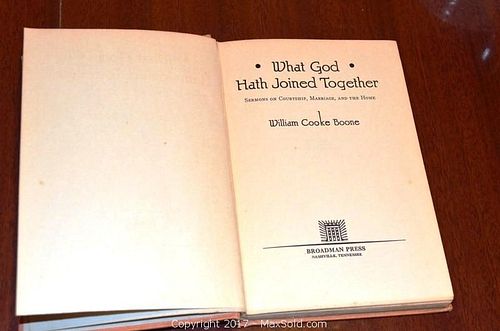 • What God •
Hath Joined Together
Sermons on Courtship, Marriage, and the Home
William Cooke Boone
BROADMAN PRESS
NASHVILLE, TENNESSEE
Copyright 2017 - MaxSold.com